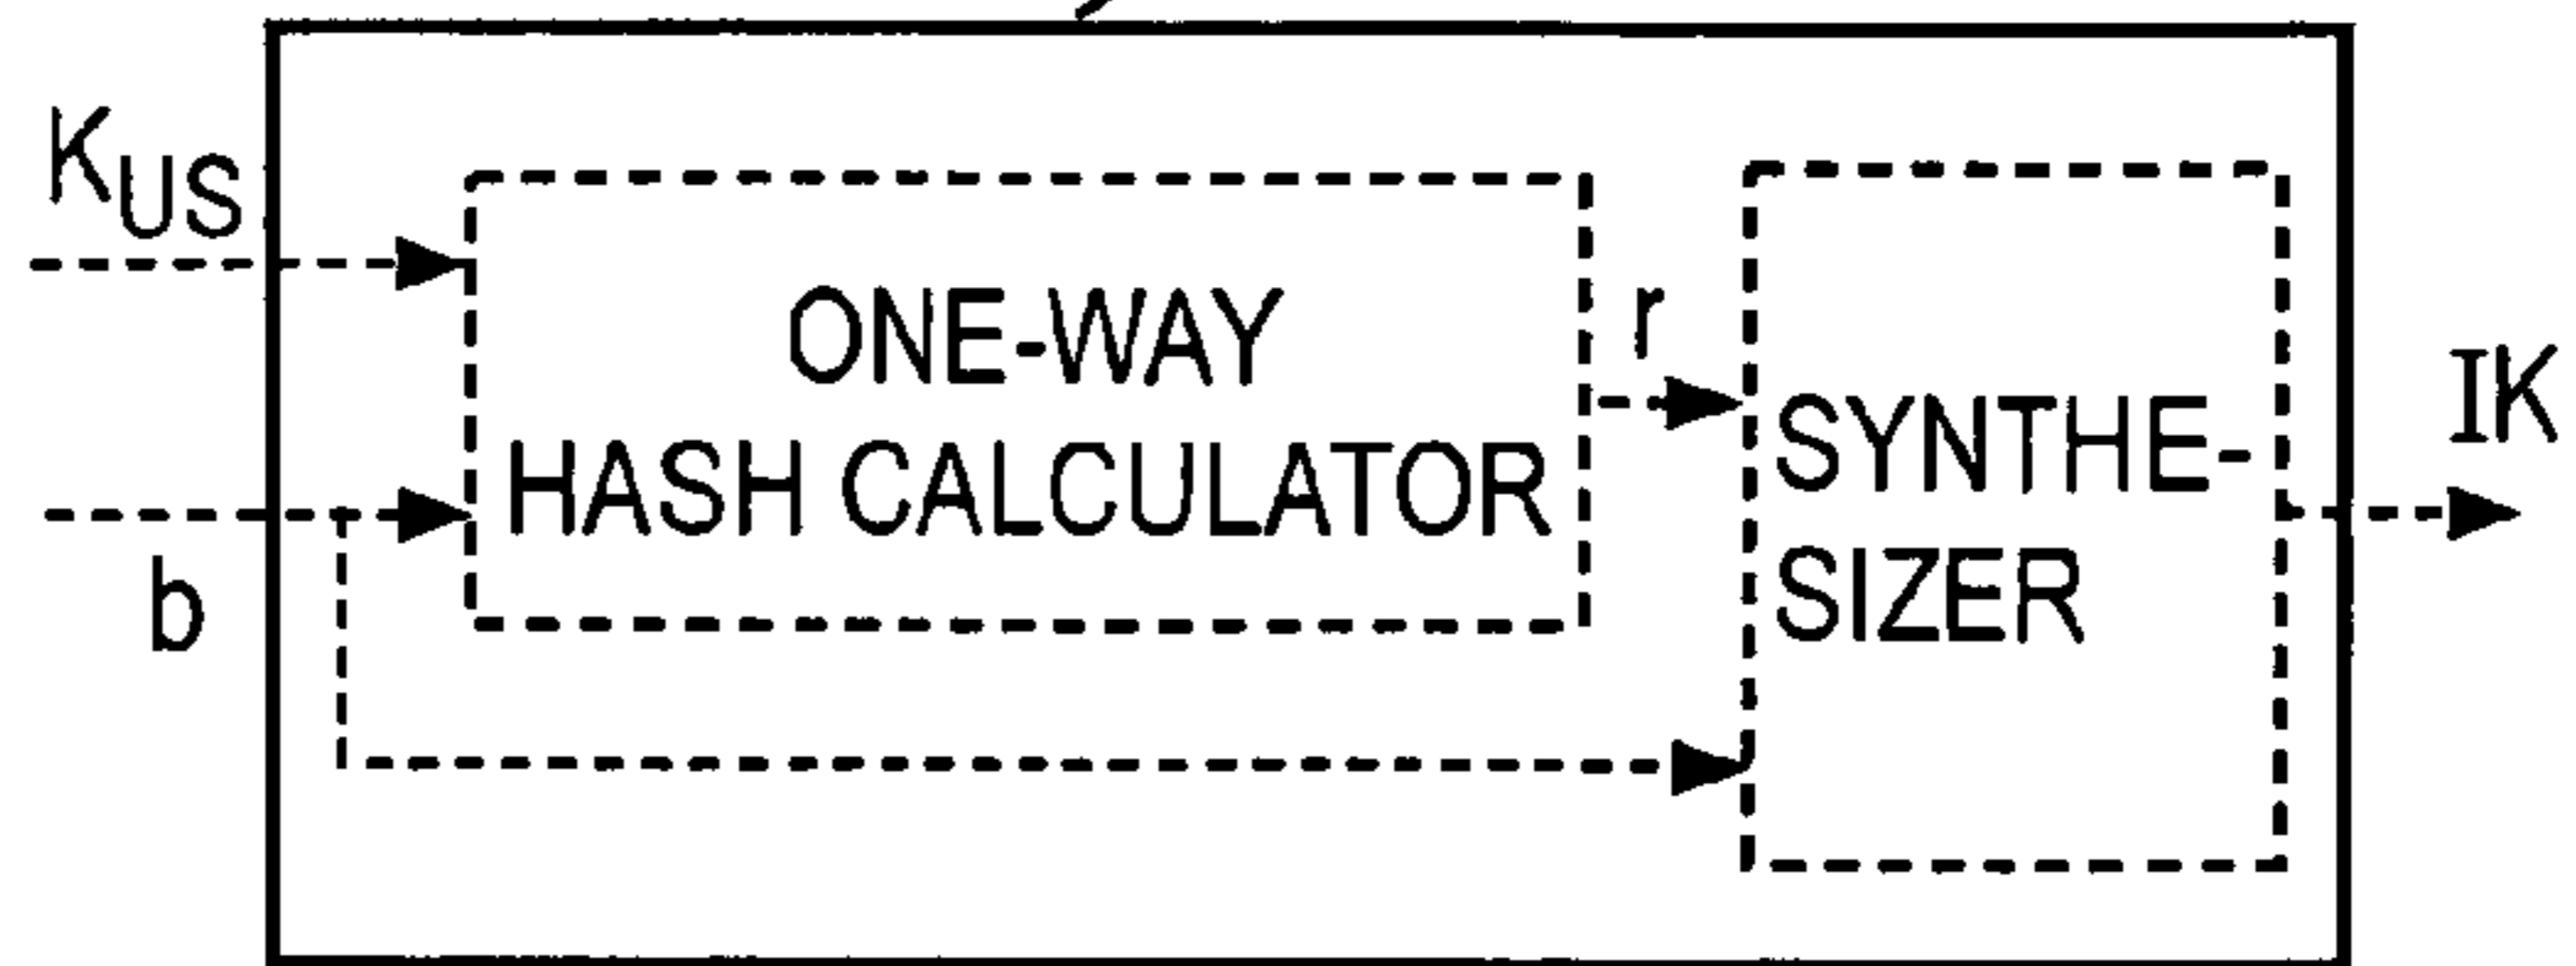 KUS
b
ONE-WAY
HASH CALCULATOR
r
SYNTHE-
SIZER
IK